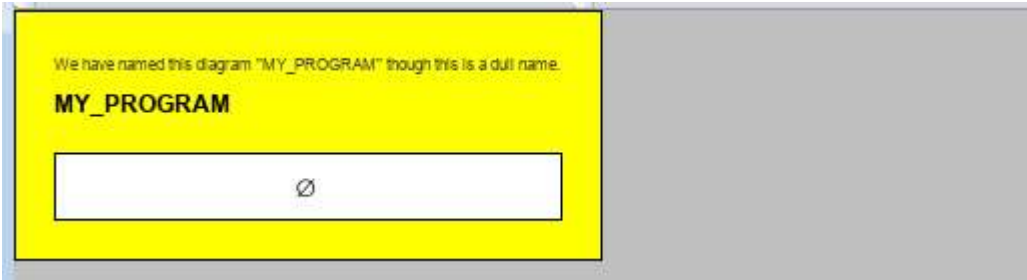 We have named this diagram "MY_PROGRAM" though this is a dull name.
MY_PROGRAM
∅